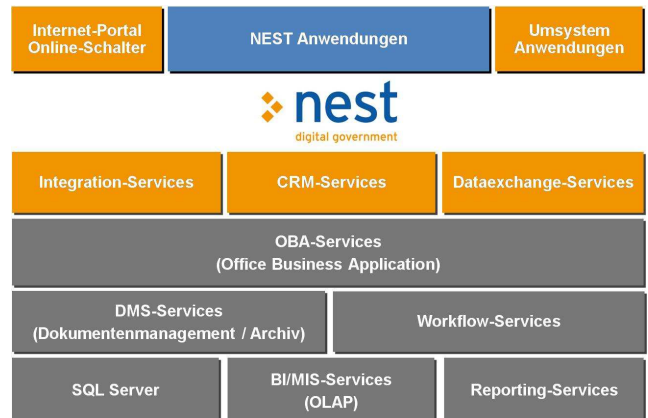 Internet-Portal
Online-Schalter
NEST Anwendungen
Umsystem
Anwendungen
nest
digital government
Integration-Services
CRM-Services
Dataexchange-Services
OBA-Services
(Office Business Application)
DMS-Services
(Dokumentenmanagement / Archiv)
Workflow-Services
SQL Server
BI/MIS-Services
(OLAP)
Reporting-Services